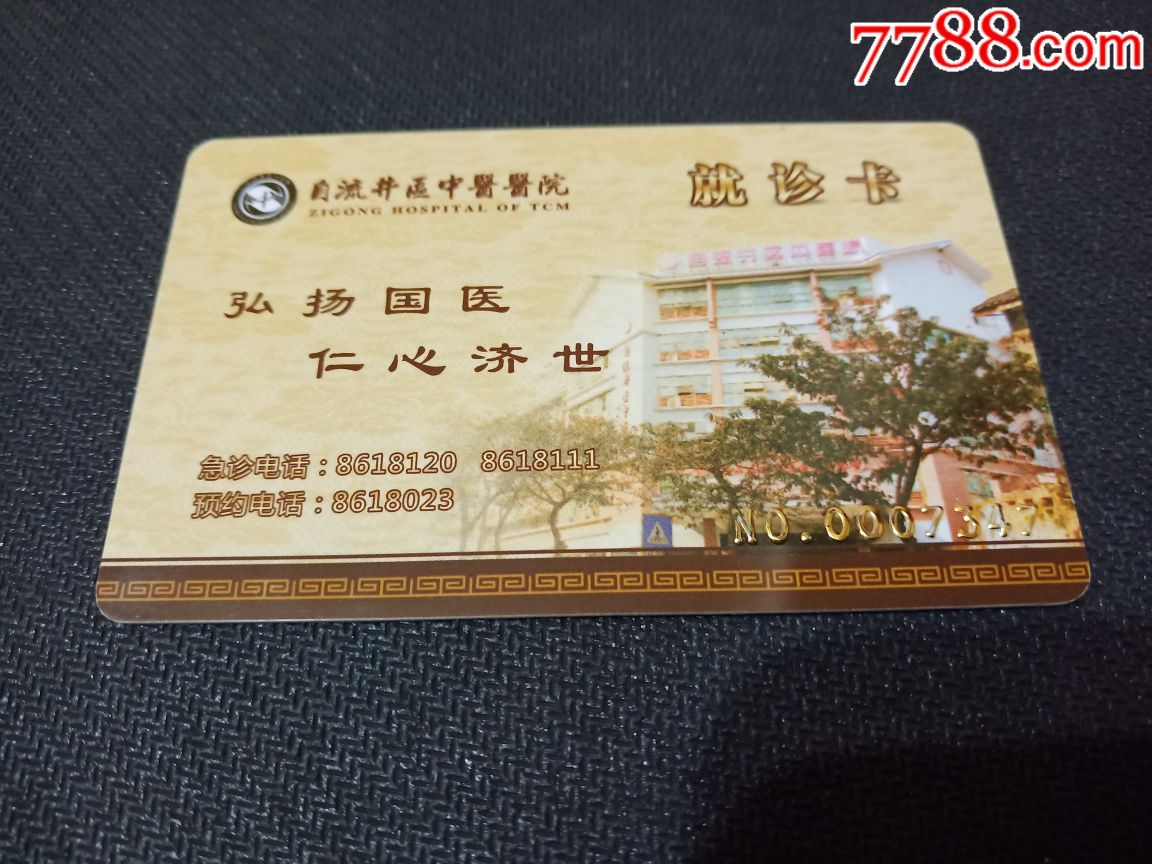 7788.com
自流井区中醫醫院
ZIGONG HOSPITAL OF TCM
就诊卡
弘扬国医
仁心济世
急诊电话：8618120 8618111
预约电话：8618023
NO.0007347